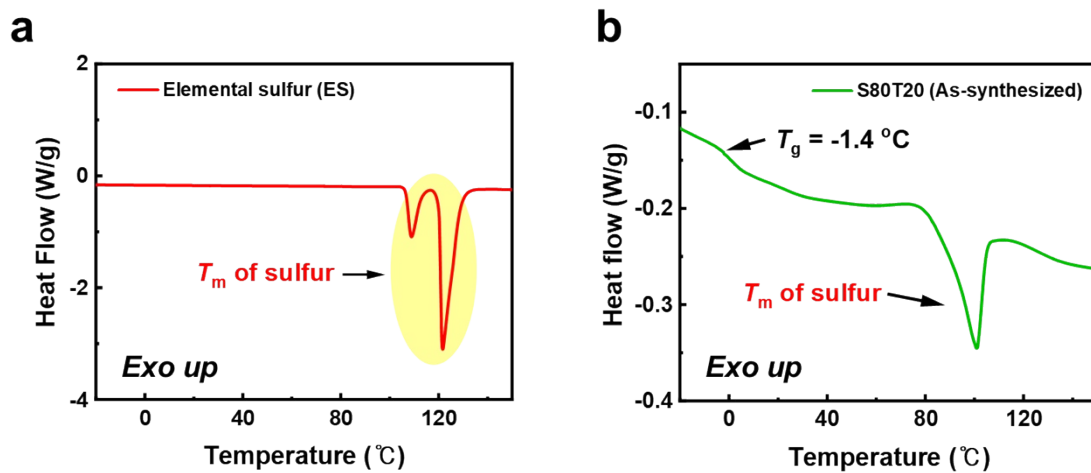 a
2
0
-2
-4
Heat Flow (W/g)
Elemental sulfur (ES)
Tm of sulfur
Exo up
0
40
80
120
Temperature (℃)
b
-0.1
-0.2
-0.3
-0.4
Heat flow (W/g)
S80T20 (As-synthesized)
Tg = -1.4 oC
Tm of sulfur
Exo up
0
40
80
120
Temperature (℃)